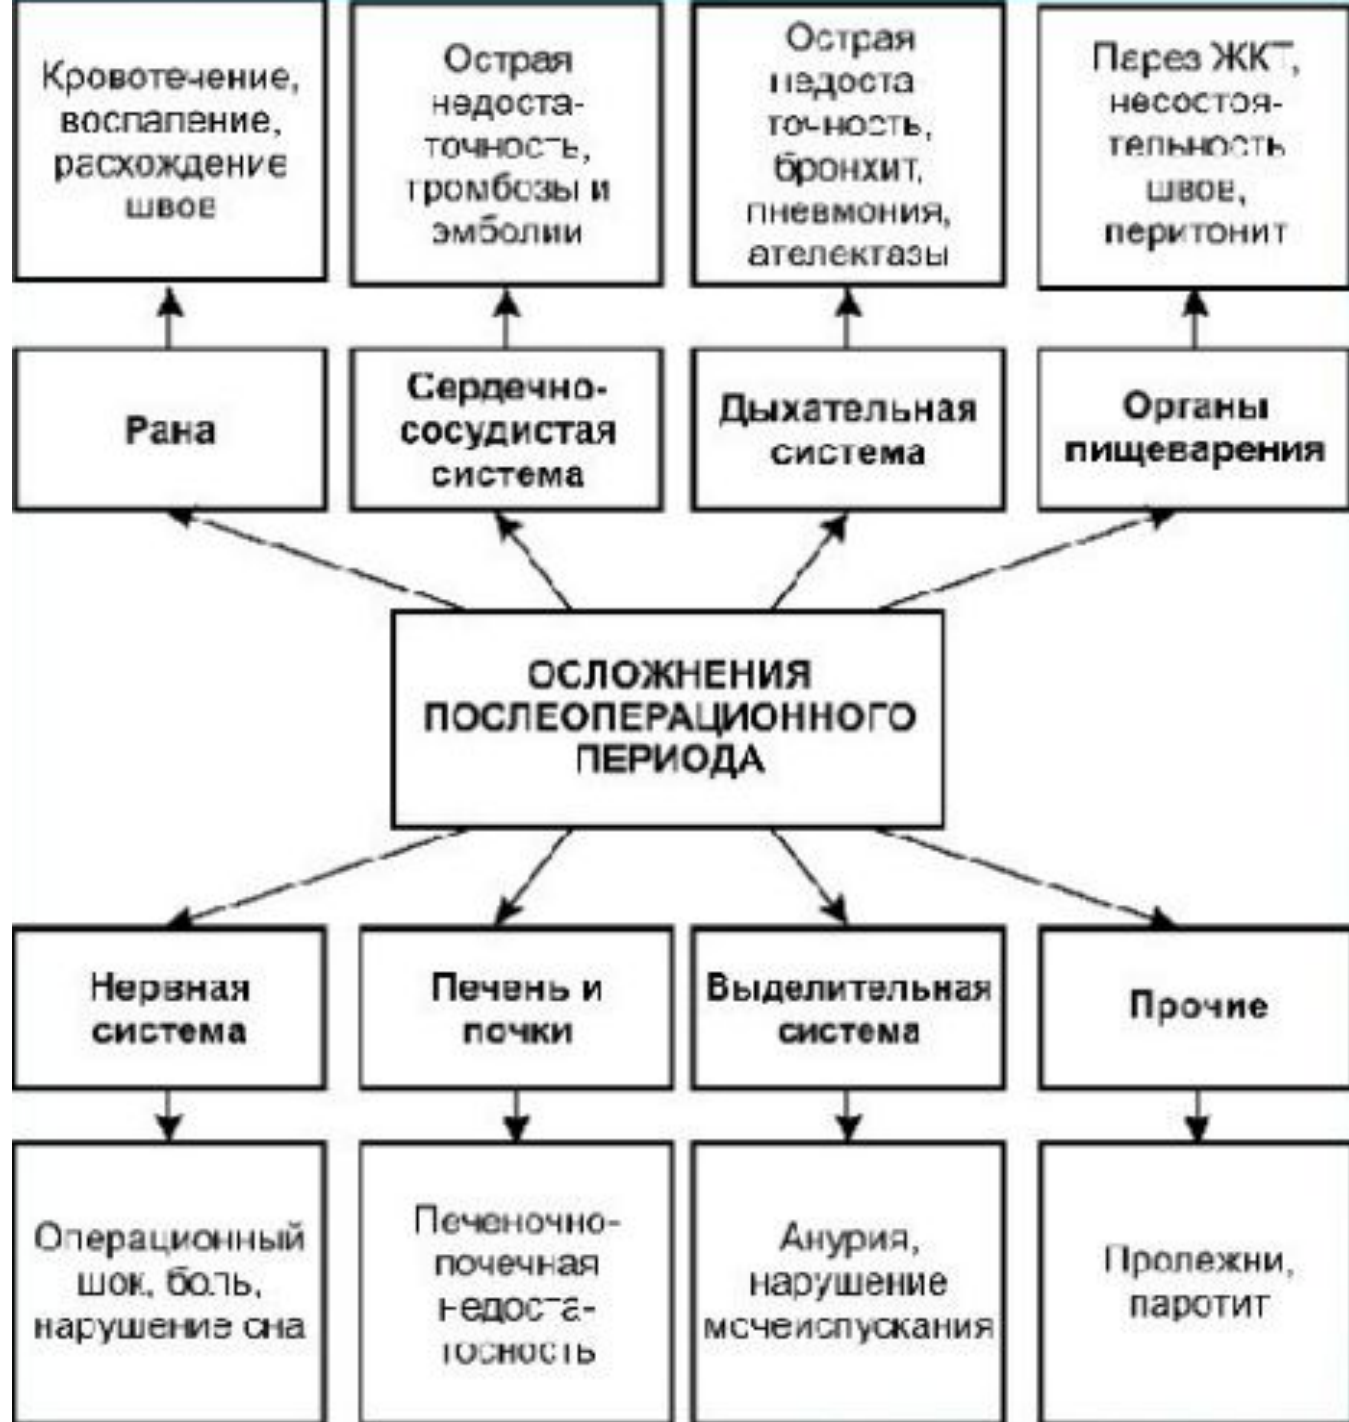 Кровотечение,
воспаление,
расхождение
швов
Острая
недоста-
точность,
тромбозы и
эмболии
Острая
недоста
точность,
бронхит,
пневмония,
ателектазы
Парез ЖКТ,
несостоя-
тельность
швов,
перитонит
Рана
Сердечно-
сосудистая
система
Дыхательная
система
Органы
пищеварения
ОСЛОЖНЕНИЯ
ПОСЛЕОПЕРАЦИОННОГО
ПЕРИОДА
Нервная
система
Печень и
почки
Выделительная
система
Прочие
Операционный
шок, боль,
нарушение сна
Печеночно-
почечная
недоста-
тосность
Анурия,
нарушение
мочеиспускания
Пролежни,
паротит